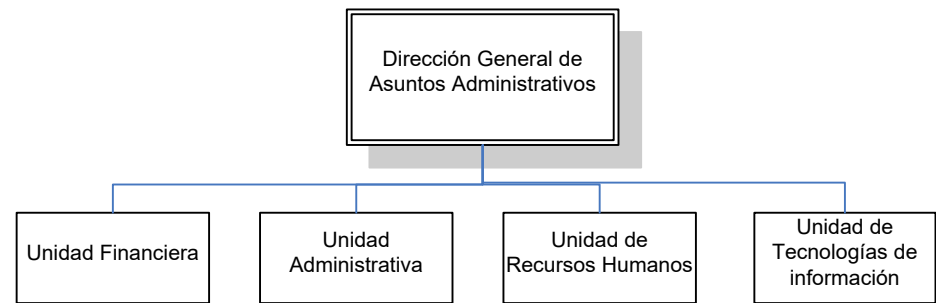 Dirección General de
Asuntos Administrativos
Unidad Financiera
Unidad
Administrativa
Unidad de
Recursos Humanos
Unidad de
Tecnologías de
información